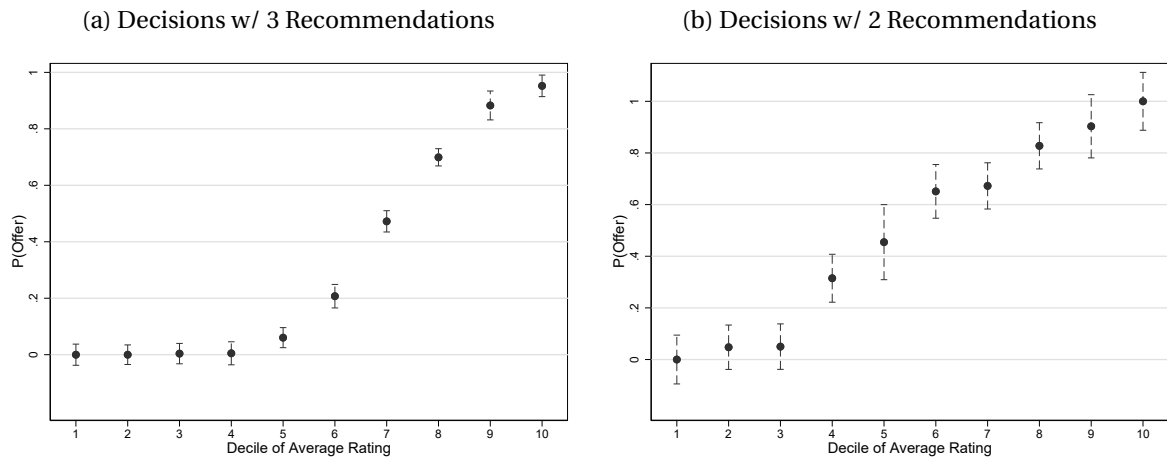 (a) Decisions w/ 3 Recommendations
P(Offer)
1
.8
.6
.4
.2
0
1 2 3 4 5 6 7 8 9 10
Decile of Average Rating
(b) Decisions w/ 2 Recommendations
P(Offer)
1
.8
.6
.4
.2
0
1 2 3 4 5 6 7 8 9 10
Decile of Average Rating